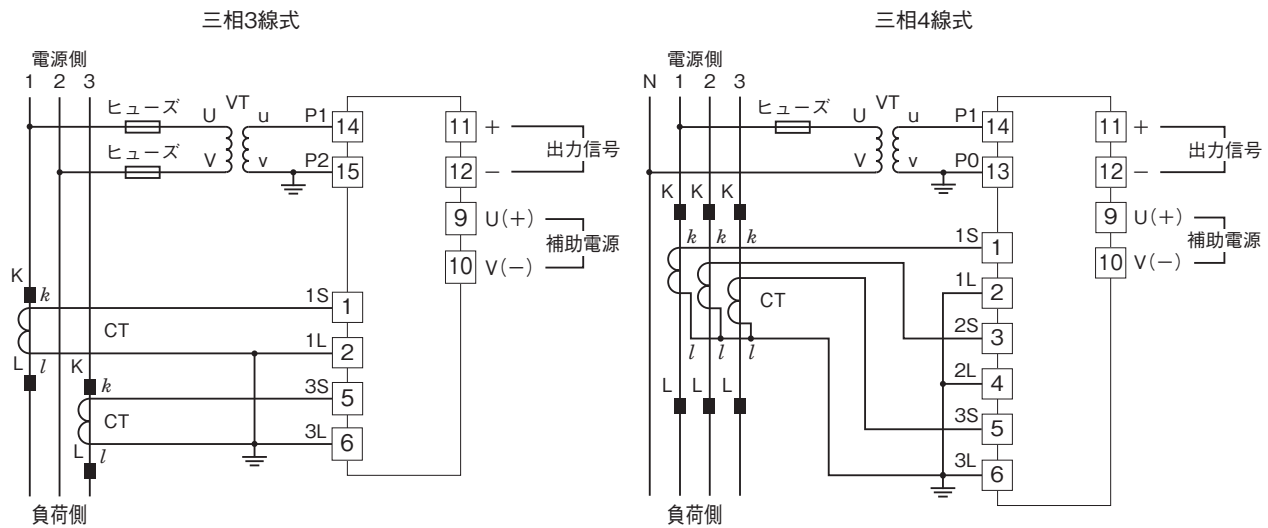 三相3線式
電源側
1 2 3
ヒューズ U VT u P1 14
ヒューズ V v P2 15
11 +
12 − 出力信号
9 U(+)
10 V(−) 補助電源
K k 1S 1
CT
L l 1L 2
K k 3S 5
CT
L l 3L 6
負荷側
三相4線式
電源側
N 1 2 3
ヒューズ U VT u P1 14
V v P0 13
11 +
12 − 出力信号
9 U(+)
10 V(−) 補助電源
K K K
k k k 1S 1
CT 1L 2
2S 3
l l l
2L 4
L L L
3S 5
3L 6
負荷側